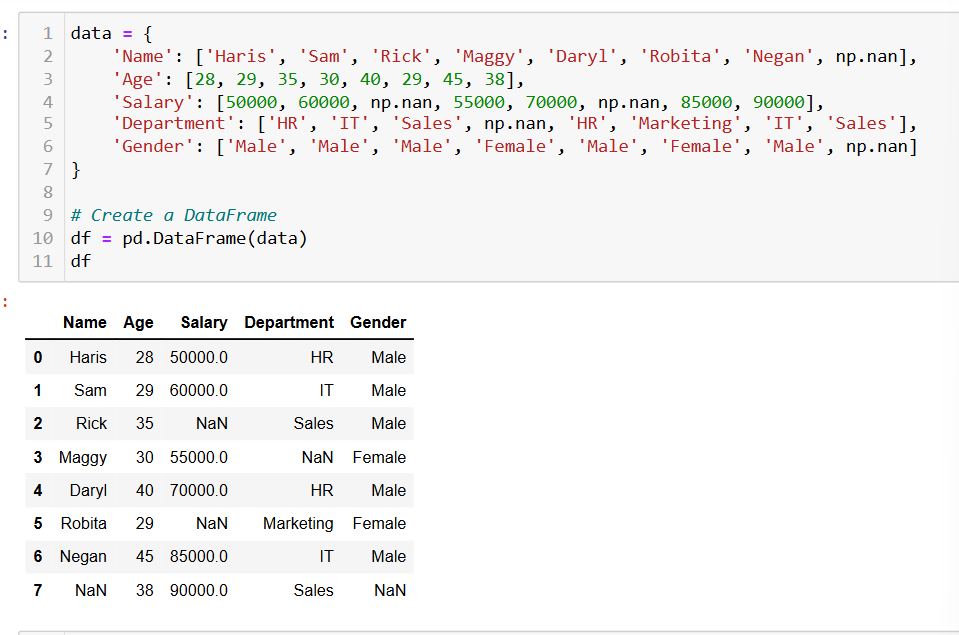 :
1 data = {
2     'Name': ['Haris', 'Sam', 'Rick', 'Maggy', 'Daryl', 'Robita', 'Negan', np.nan],
3     'Age': [28, 29, 35, 30, 40, 29, 45, 38],
4     'Salary': [50000, 60000, np.nan, 55000, 70000, np.nan, 85000, 90000],
5     'Department': ['HR', 'IT', 'Sales', np.nan, 'HR', 'Marketing', 'IT', 'Sales'],
6     'Gender': ['Male', 'Male', 'Male', 'Female', 'Male', 'Female', 'Male', np.nan]
7 }
8
9 # Create a DataFrame
10 df = pd.DataFrame(data)
11 df
:
Name Age Salary Department Gender
0 Haris 28 50000.0 HR Male
1 Sam 29 60000.0 IT Male
2 Rick 35 NaN Sales Male
3 Maggy 30 55000.0 NaN Female
4 Daryl 40 70000.0 HR Male
5 Robita 29 NaN Marketing Female
6 Negan 45 85000.0 IT Male
7 NaN 38 90000.0 Sales NaN